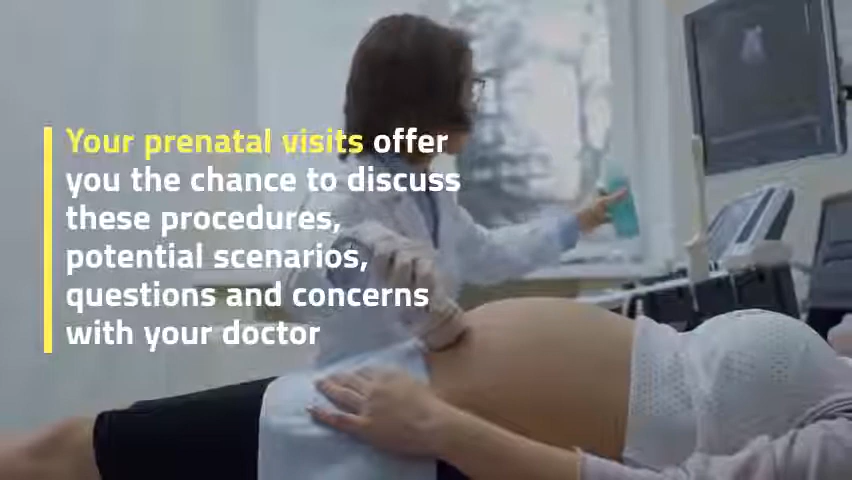 Your prenatal visits offer
you the chance to discuss
these procedures,
potential scenarios,
questions and concerns
with your doctor